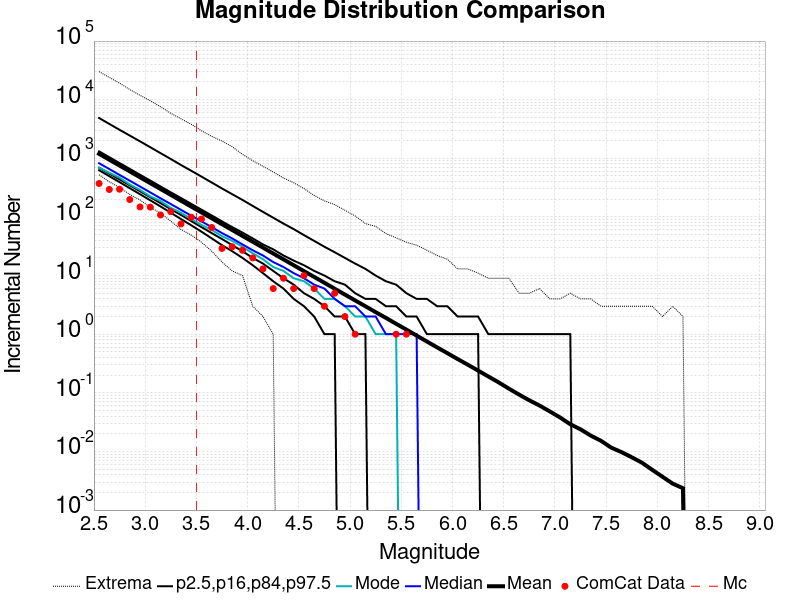 Magnitude Distribution Comparison
10 5
10 4
10 3
10 2
10 1
10 0
10 -1
10 -2
10 -3
Incremental Number
2.5 3.0 3.5 4.0 4.5 5.0 5.5 6.0 6.5 7.0 7.5 8.0 8.5 9.0
Magnitude
Extrema p2.5,p16,p84,p97.5 Mode Median Mean ComCat Data Mc